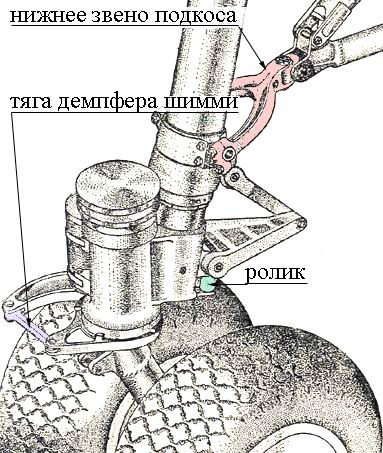 нижнее звено подкоса
тяга демпфера шимми
ролик